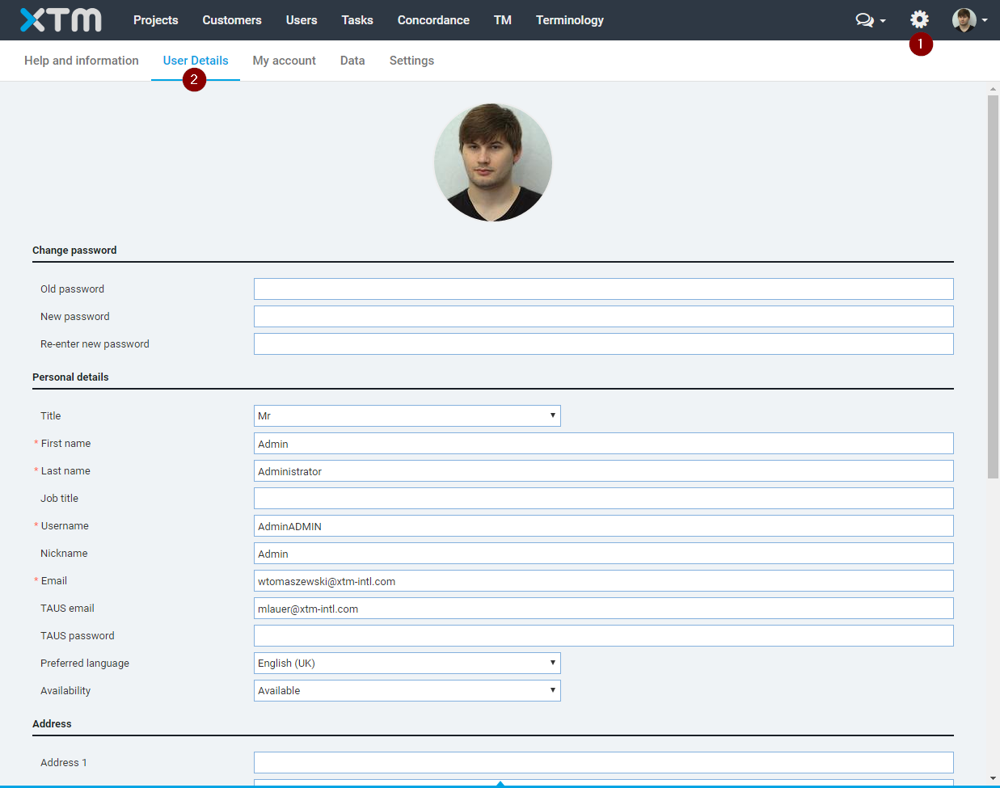 XTM Projects Customers Users Tasks Concordance TM Terminology
1
Help and information User Details My account Data Settings
2
Change password
Old password
New password
Re-enter new password
Personal details
Title Mr
* First name Admin
* Last name Administrator
Job title
* Username AdminADMIN
Nickname Admin
* Email wtomaszewski@xtm-intl.com
TAUS email mlauer@xtm-intl.com
TAUS password
Preferred language English (UK)
Availability Available
Address
Address 1